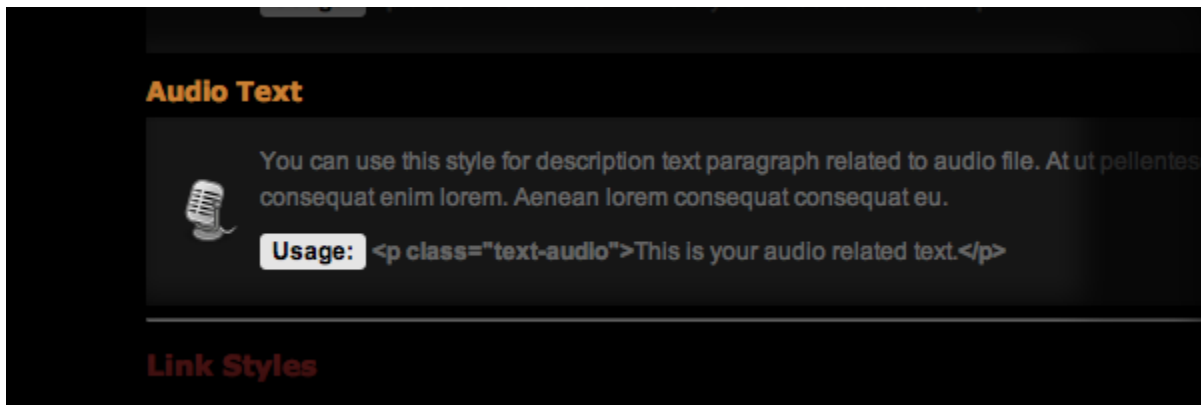 Audio Text
You can use this style for description text paragraph related to audio file. At ut pellentes
consequat enim lorem. Aenean lorem consequat consequat eu.
Usage: <p class="text-audio">This is your audio related text.</p>
Link Styles